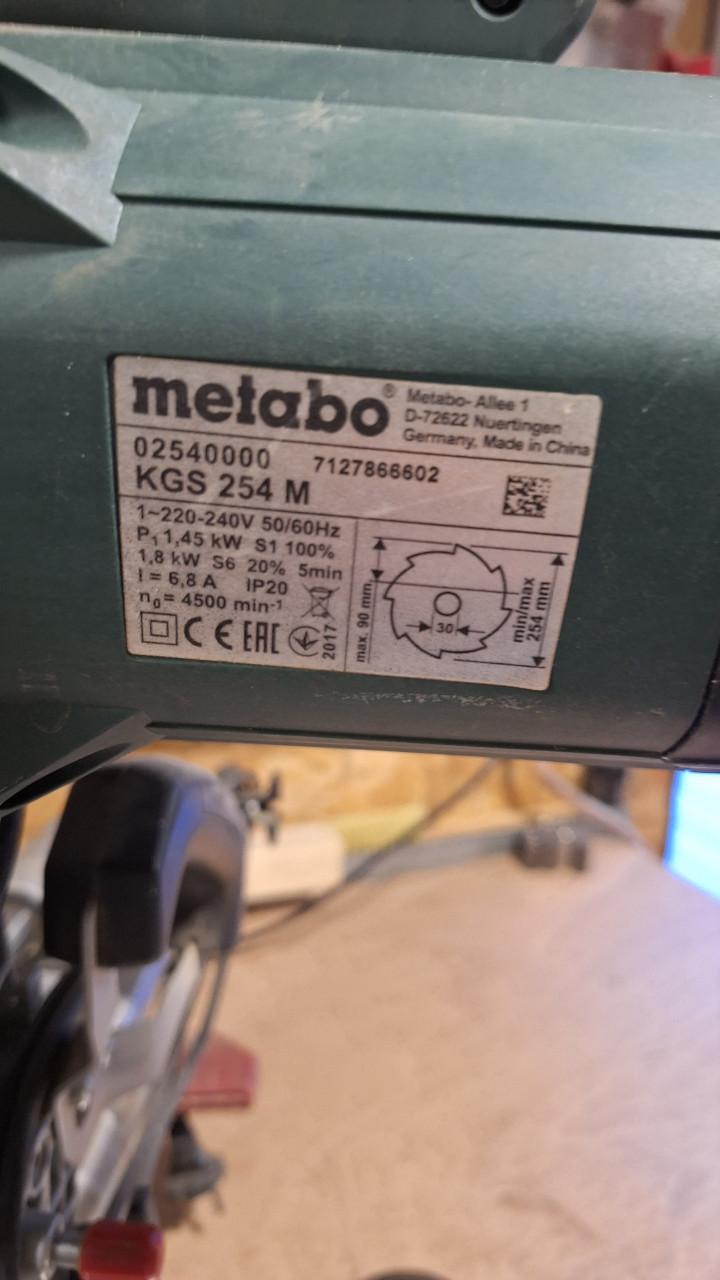 metabo®
Metabo- Allee 1
D-72622 Nuertingen
Germany, Made in China
02540000 7127866602
KGS 254 M
1~220-240V 50/60Hz
P₁ 1,45 kW S1 100%
1,8 kW S6 20% 5min
I = 6,8 A IP20
n₀= 4500 min⁻¹
CE EAC 2017
max. 90 mm
30
min/max
254 mm